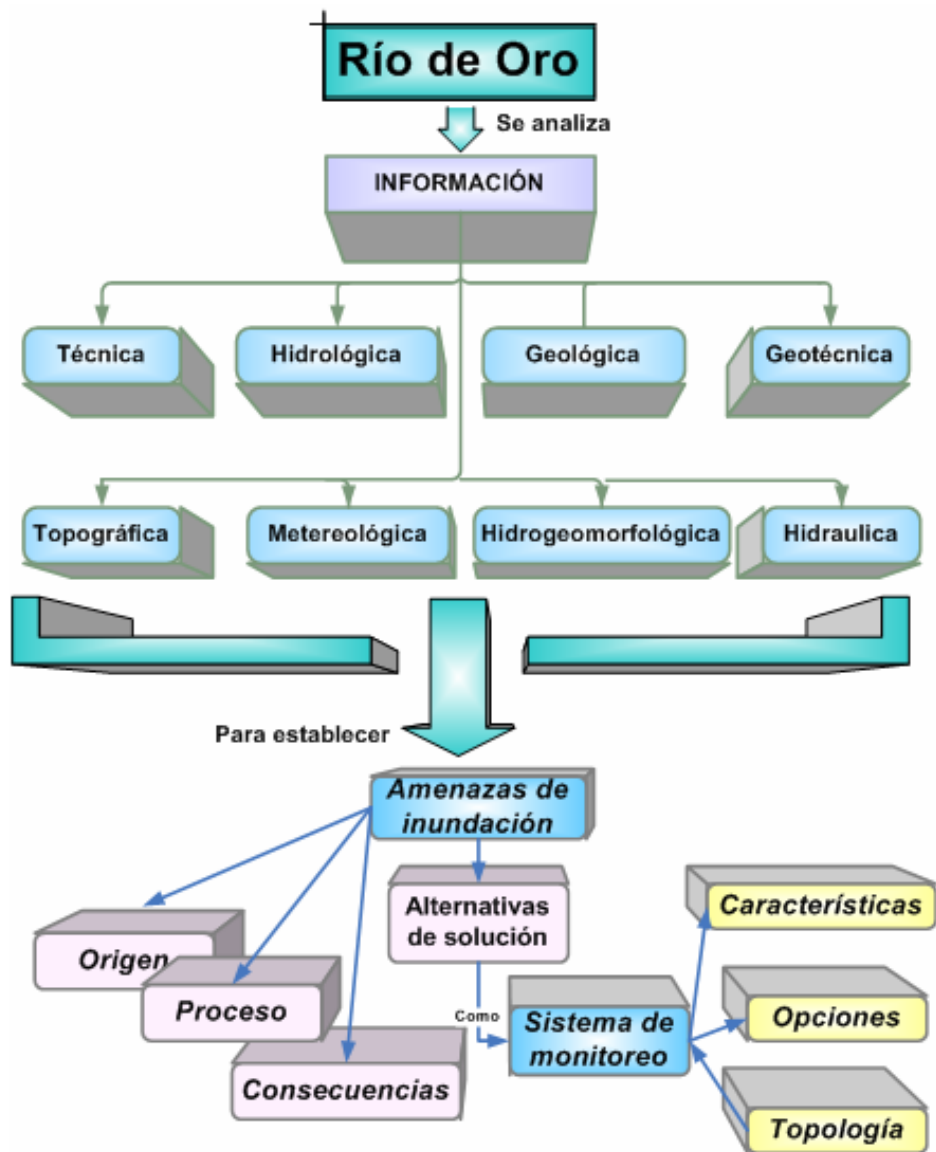 Río de Oro
Se analiza
INFORMACIÓN
Técnica
Hidrológica
Geológica
Geotécnica
Topográfica
Metereológica
Hidrogeomorfológica
Hidraulica
Para establecer
Amenazas de
inundación
Alternativas
de solución
Características
Origen
Proceso
Consecuencias
Como
Sistema de
monitoreo
Opciones
Topología